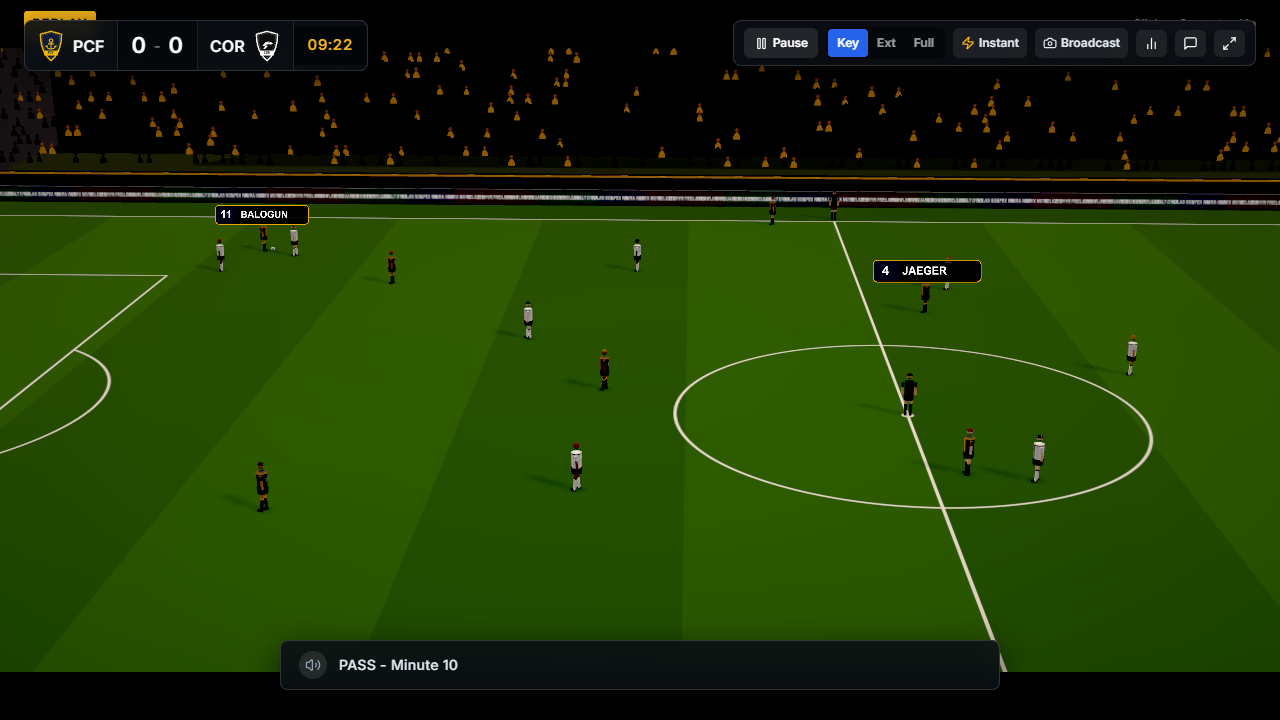 PCF
0 - 0
COR
09:22
Pause
Key
Ext
Full
Instant
Broadcast
11 BALOGUN
4 JAEGER
PASS - Minute 10